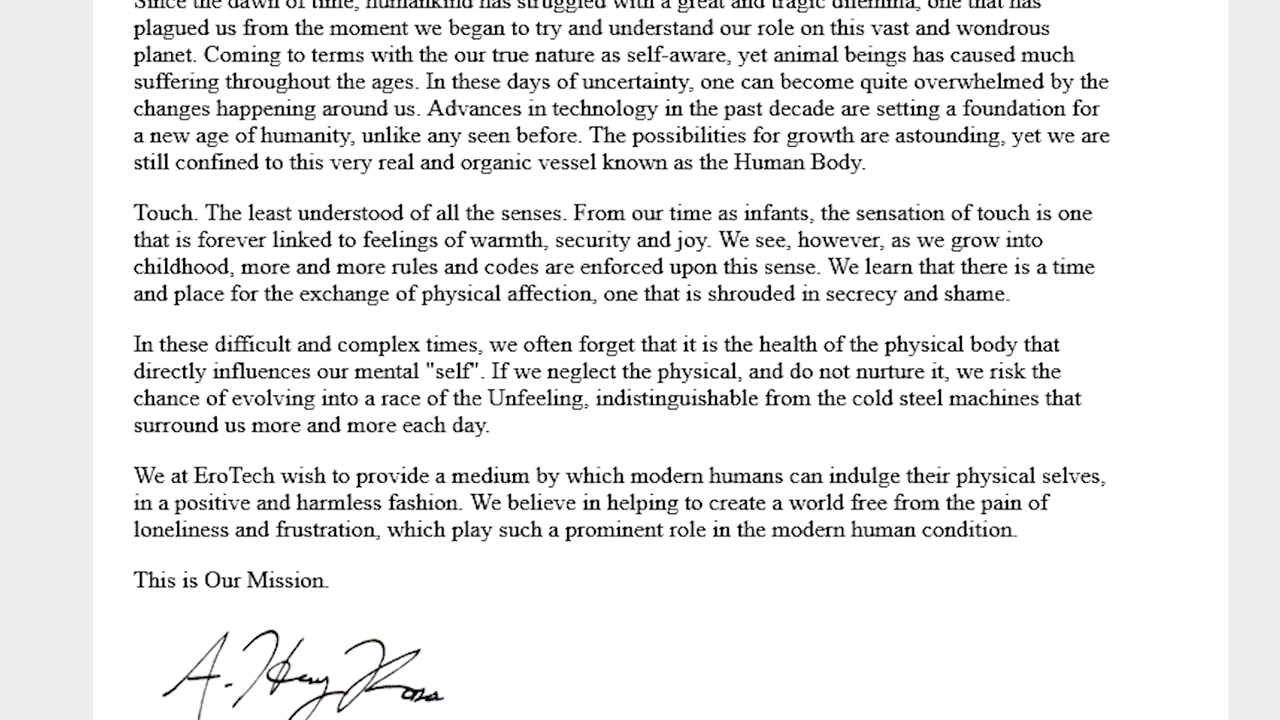 Since the dawn of time, humankind has struggled with a great and tragic dilemma, one that has
plagued us from the moment we began to try and understand our role on this vast and wondrous
planet. Coming to terms with the our true nature as self-aware, yet animal beings has caused much
suffering throughout the ages. In these days of uncertainty, one can become quite overwhelmed by the
changes happening around us. Advances in technology in the past decade are setting a foundation for
a new age of humanity, unlike any seen before. The possibilities for growth are astounding, yet we are
still confined to this very real and organic vessel known as the Human Body.
Touch. The least understood of all the senses. From our time as infants, the sensation of touch is one
that is forever linked to feelings of warmth, security and joy. We see, however, as we grow into
childhood, more and more rules and codes are enforced upon this sense. We learn that there is a time
and place for the exchange of physical affection, one that is shrouded in secrecy and shame.
In these difficult and complex times, we often forget that it is the health of the physical body that
directly influences our mental "self". If we neglect the physical, and do not nurture it, we risk the
chance of evolving into a race of the Unfeeling, indistinguishable from the cold steel machines that
surround us more and more each day.
We at EroTech wish to provide a medium by which modern humans can indulge their physical selves,
in a positive and harmless fashion. We believe in helping to create a world free from the pain of
loneliness and frustration, which play such a prominent role in the modern human condition.
This is Our Mission.
A.